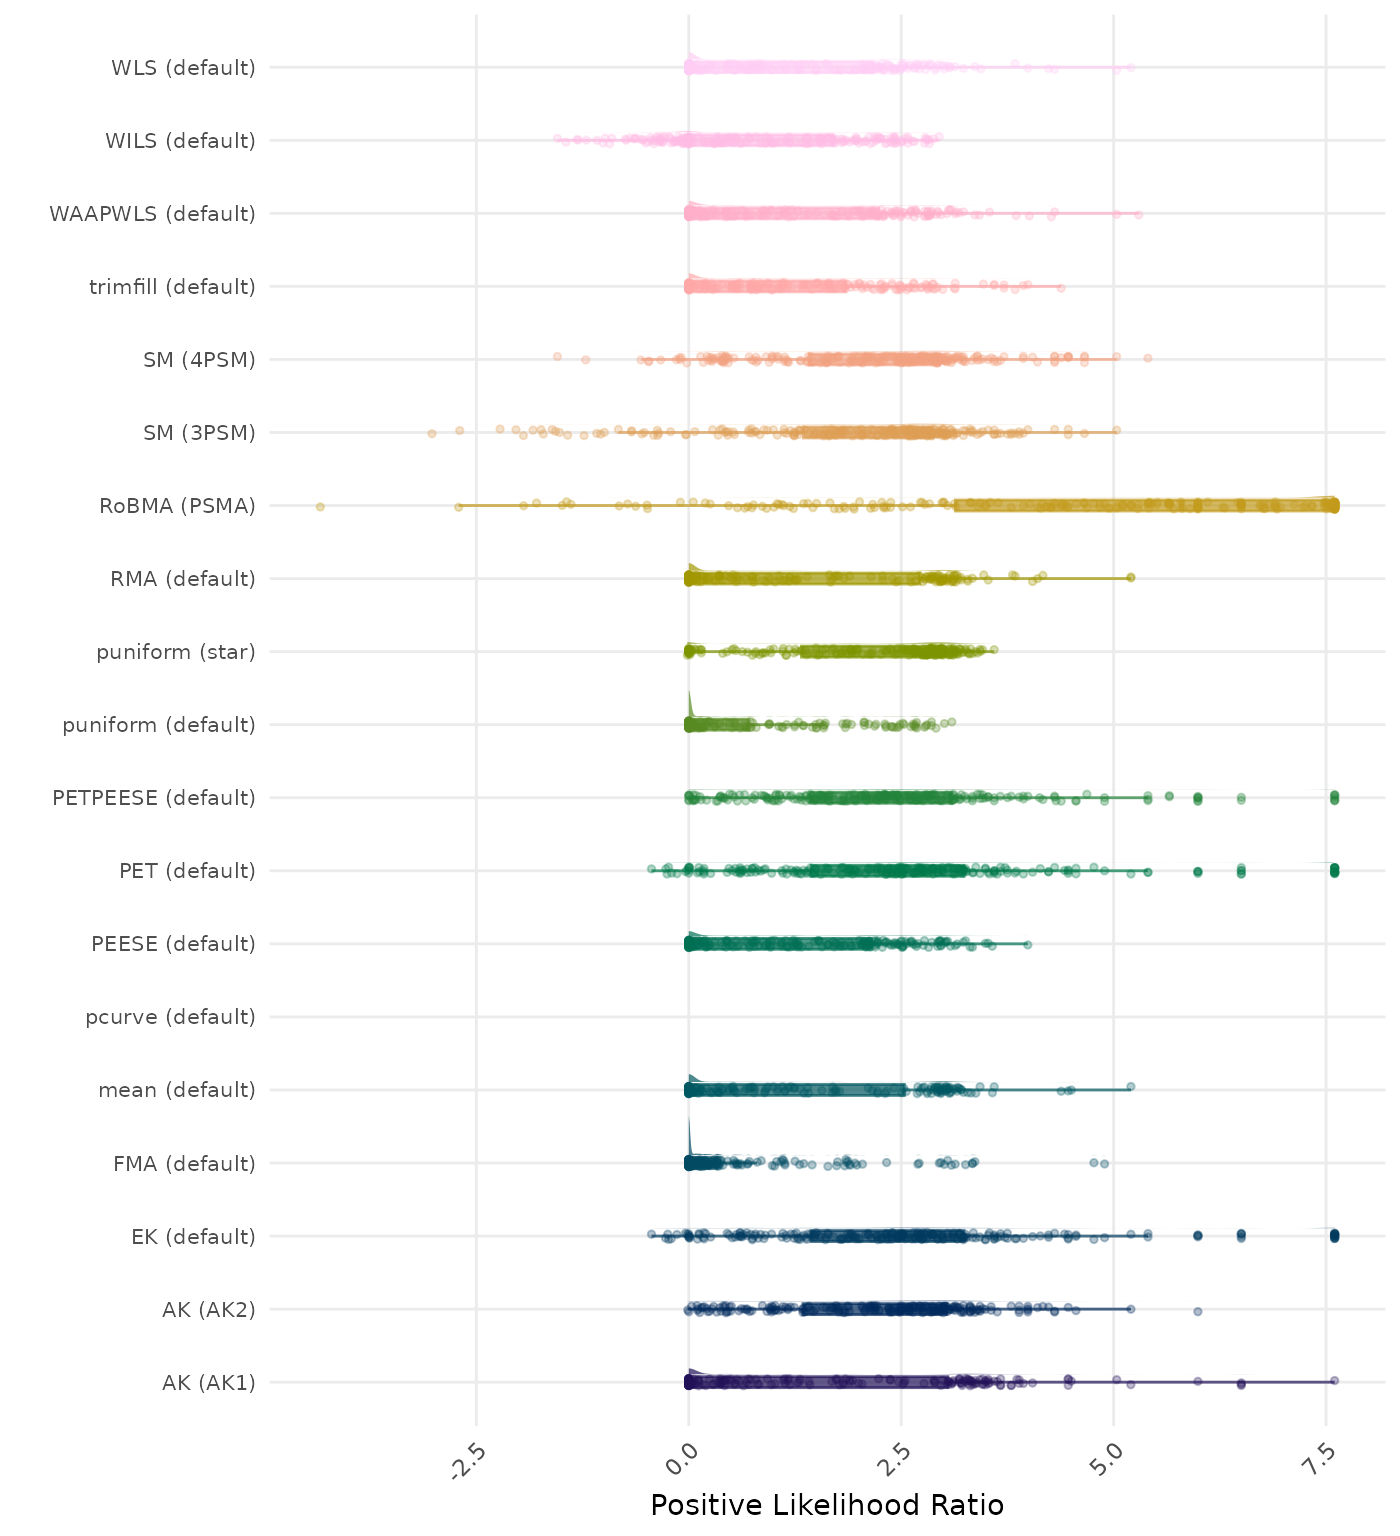 WLS (default)
WILS (default)
WAAPWLS (default)
trimfill (default)
SM (4PSM)
SM (3PSM)
RoBMA (PSMA)
RMA (default)
puniform (star)
puniform (default)
PETPEESE (default)
PET (default)
PEESE (default)
pcurve (default)
mean (default)
FMA (default)
EK (default)
AK (AK2)
AK (AK1)
-2.5 0.0 2.5 5.0 7.5
Positive Likelihood Ratio